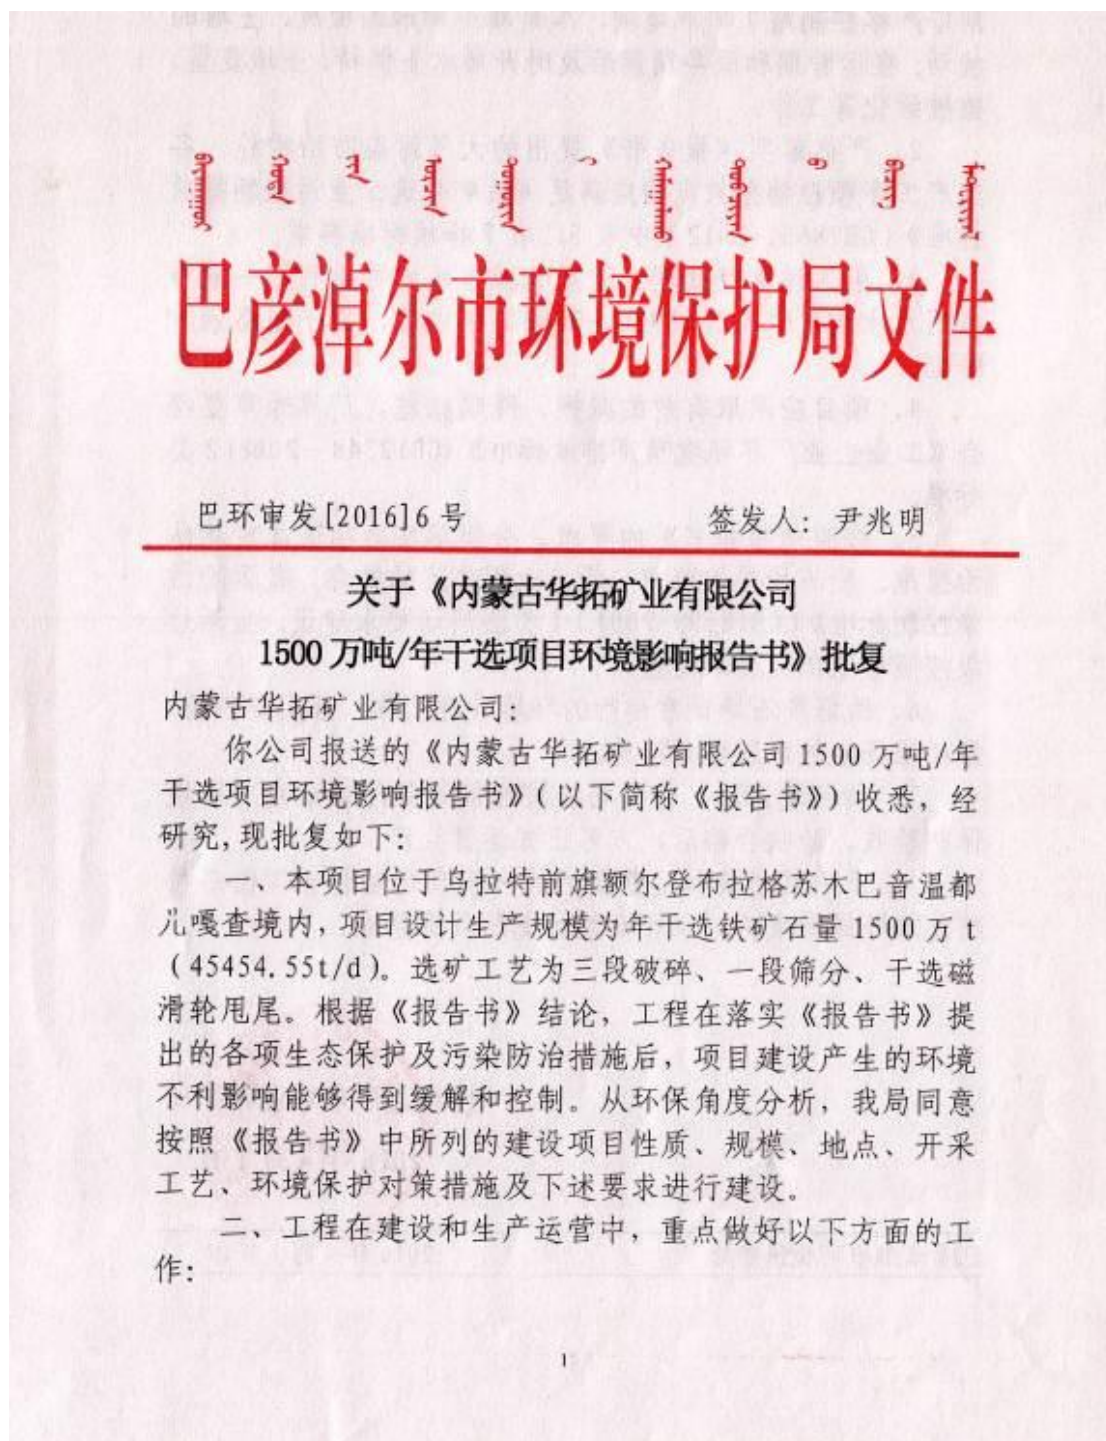 巴彦淖尔市环境保护局文件
巴环审发[2016]6号
签发人：尹兆明
关于《内蒙古华拓矿业有限公司
1500万吨/年干选项目环境影响报告书》批复
内蒙古华拓矿业有限公司：
你公司报送的《内蒙古华拓矿业有限公司1500万吨/年
干选项目环境影响报告书》（以下简称《报告书》）收悉，经
研究，现批复如下：
一、本项目位于乌拉特前旗额尔登布拉格苏木巴音温都
儿嘎查境内，项目设计生产规模为年干选铁矿石量1500万t
（45454.55t/d）。选矿工艺为三段破碎、一段筛分、干选磁
滑轮甩尾。根据《报告书》结论，工程在落实《报告书》提
出的各项生态保护及污染防治措施后，项目建设产生的环境
不利影响能够得到缓解和控制。从环保角度分析，我局同意
按照《报告书》中所列的建设项目性质、规模、地点、开采
工艺、环境保护对策措施及下述要求进行建设。
二、工程在建设和生产运营中，重点做好以下方面的工
作：
1